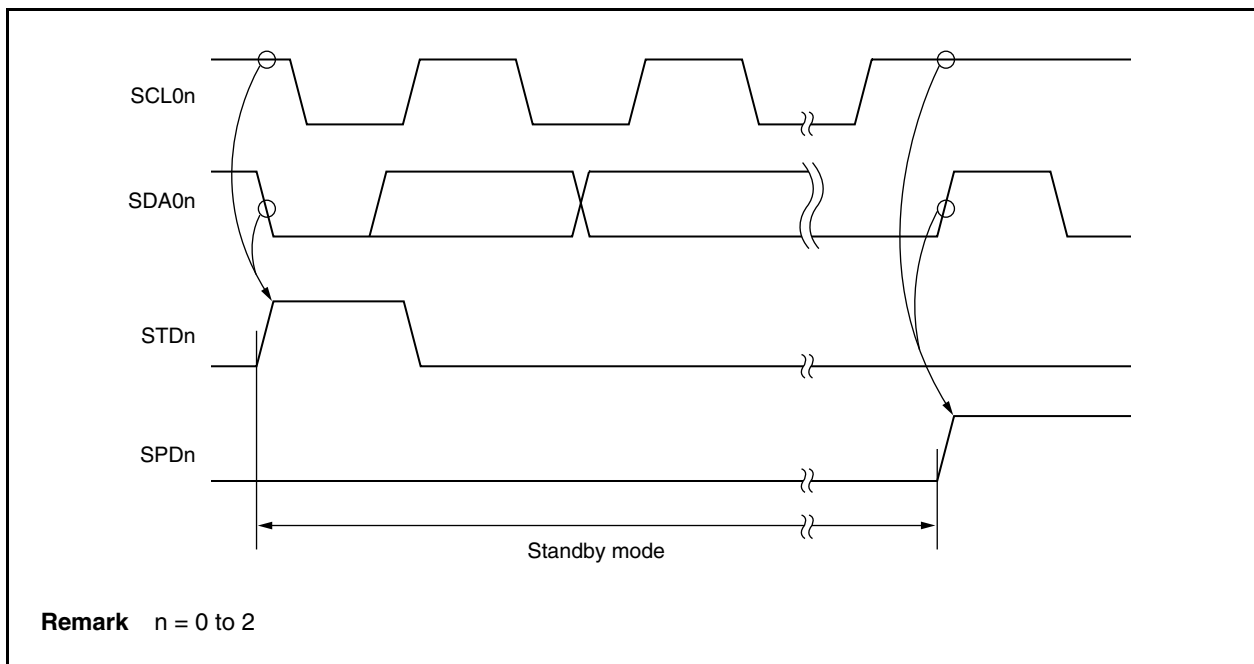 SCL0n
SDA0n
STDn
SPDn
Standby mode
Remark n = 0 to 2